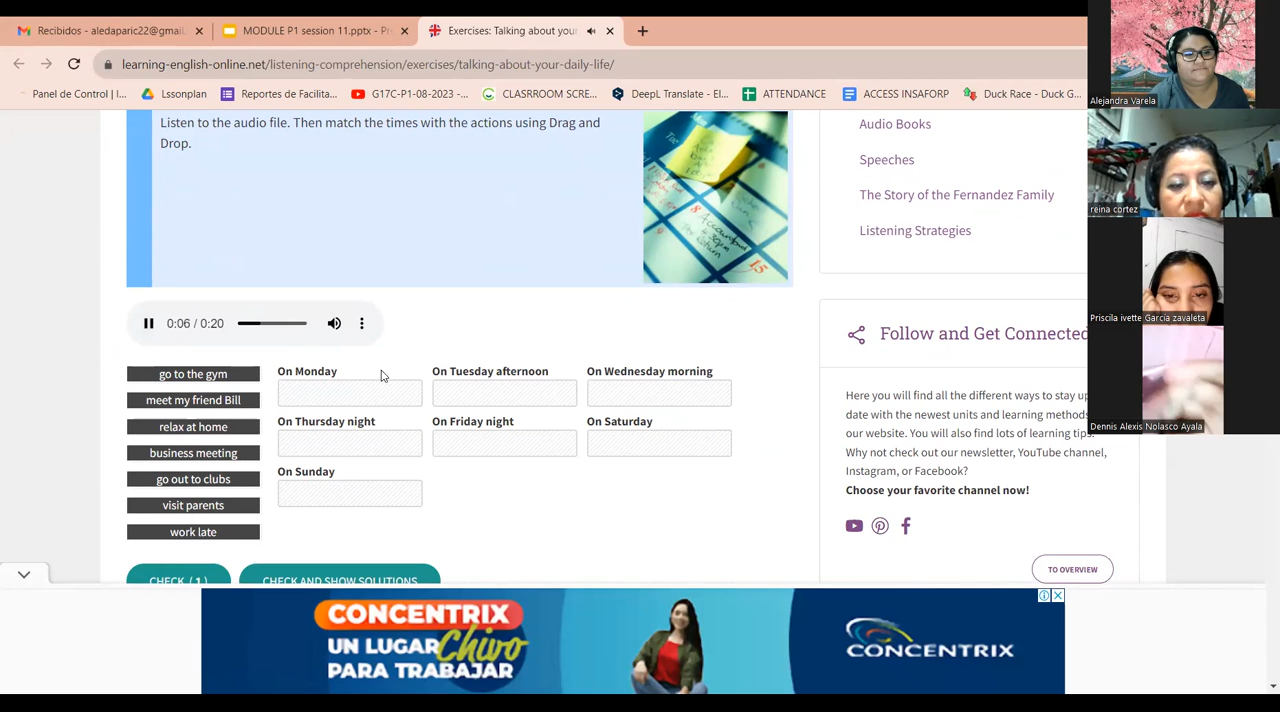 Recibidos - aledaparic22@gmail.
MODULE P1 session 11.pptx - Pre
Exercises: Talking about your
learning-english-online.net/listening-comprehension/exercises/talking-about-your-daily-life/
Panel de Control | I...
Lssonplan
Reportes de Facilita...
G17C-P1-08-2023 -...
CLASSROOM SCRE...
DeepL Translate - El...
ATTENDANCE
ACCESS INSAFORP
Duck Race - Duck G...
Alejandra Varela
Listen to the audio file. Then match the times with the actions using Drag and
Drop.
Audio Books
Speeches
The Story of the Fernandez Family
Listening Strategies
reina cortez
Priscila ivette García zavaleta
Dennis Alexis Nolasco Ayala
0:06 / 0:20
Follow and Get Connected
go to the gym
meet my friend Bill
relax at home
business meeting
go out to clubs
visit parents
work late
On Monday
On Tuesday afternoon
On Wednesday morning
On Thursday night
On Friday night
On Saturday
On Sunday
Here you will find all the different ways to stay up
date with the newest units and learning methods
our website. You will also find lots of learning tips.
Why not check out our newsletter, YouTube channel,
Instagram, or Facebook?
Choose your favorite channel now!
TO OVERVIEW
CHECK ( 1 )
CHECK AND SHOW SOLUTIONS
CONCENTRIX
UN LUGAR Chivo
PARA TRABAJAR
CONCENTRIX